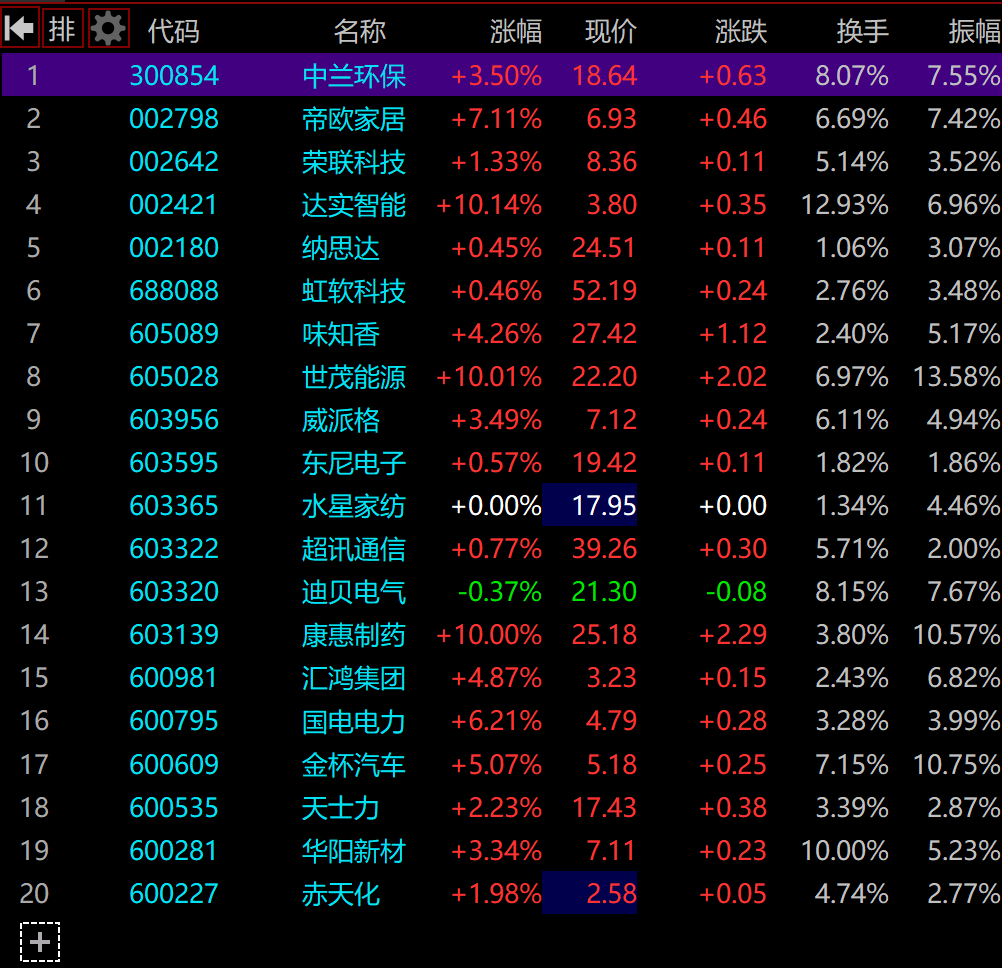 排 代码 名称 涨幅 现价 涨跌 换手 振幅
1 300854 中兰环保 +3.50% 18.64 +0.63 8.07% 7.55%
2 002798 帝欧家居 +7.11% 6.93 +0.46 6.69% 7.42%
3 002642 荣联科技 +1.33% 8.36 +0.11 5.14% 3.52%
4 002421 达实智能 +10.14% 3.80 +0.35 12.93% 6.96%
5 002180 纳思达 +0.45% 24.51 +0.11 1.06% 3.07%
6 688088 虹软科技 +0.46% 52.19 +0.24 2.76% 3.48%
7 605089 味知香 +4.26% 27.42 +1.12 2.40% 5.17%
8 605028 世茂能源 +10.01% 22.20 +2.02 6.97% 13.58%
9 603956 威派格 +3.49% 7.12 +0.24 6.11% 4.94%
10 603595 东尼电子 +0.57% 19.42 +0.11 1.82% 1.86%
11 603365 水星家纺 +0.00% 17.95 +0.00 1.34% 4.46%
12 603322 超讯通信 +0.77% 39.26 +0.30 5.71% 2.00%
13 603320 迪贝电气 -0.37% 21.30 -0.08 8.15% 7.67%
14 603139 康惠制药 +10.00% 25.18 +2.29 3.80% 10.57%
15 600981 汇鸿集团 +4.87% 3.23 +0.15 2.43% 6.82%
16 600795 国电电力 +6.21% 4.79 +0.28 3.28% 3.99%
17 600609 金杯汽车 +5.07% 5.18 +0.25 7.15% 10.75%
18 600535 天士力 +2.23% 17.43 +0.38 3.39% 2.87%
19 600281 华阳新材 +3.34% 7.11 +0.23 10.00% 5.23%
20 600227 赤天化 +1.98% 2.58 +0.05 4.74% 2.77%